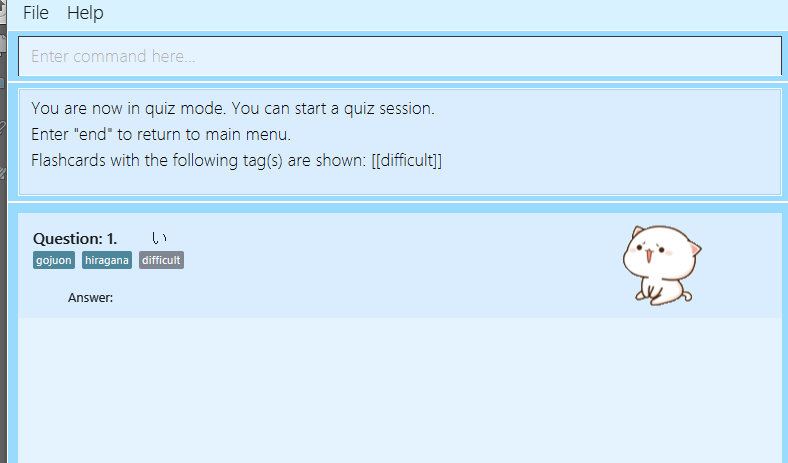 File Help
Enter command here...
You are now in quiz mode. You can start a quiz session.
Enter "end" to return to main menu.
Flashcards with the following tag(s) are shown: [[difficult]]
Question: 1. い
gojuon hiragana difficult
Answer: